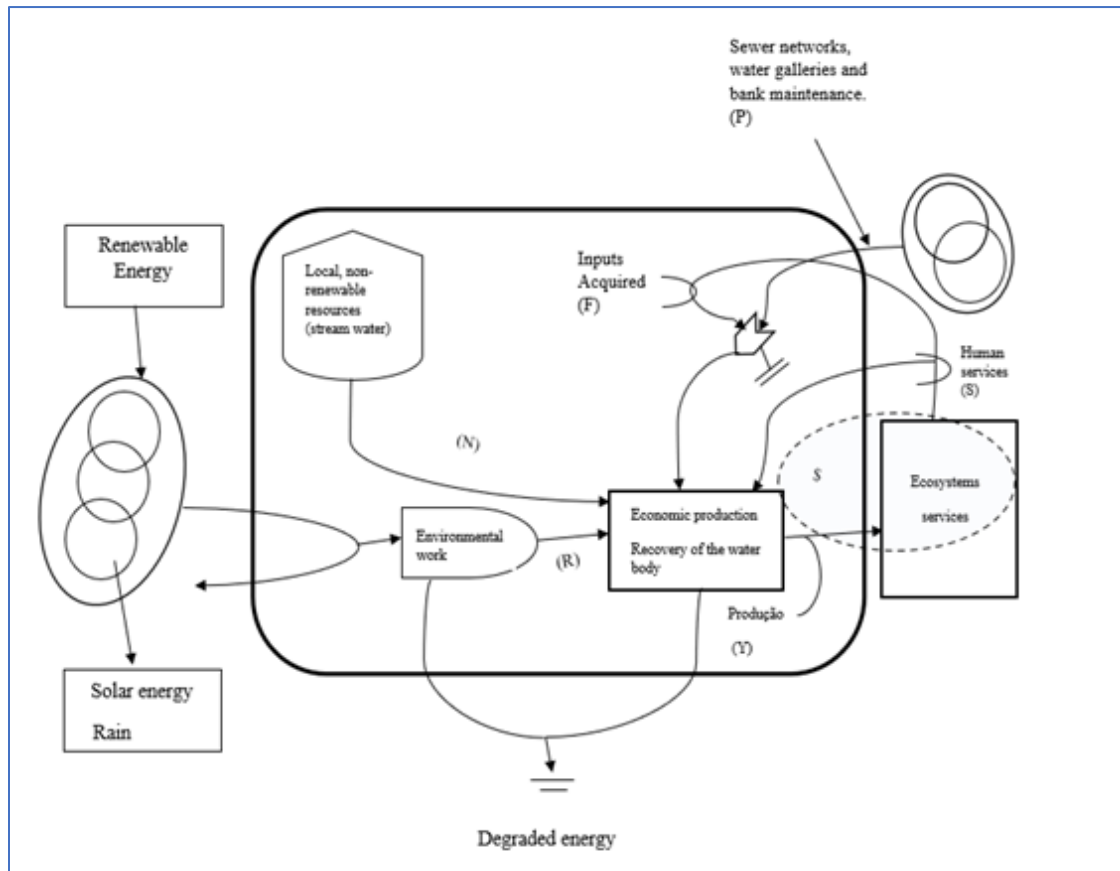 Sewer networks,
water galleries and
bank maintenance.
(P)
Renewable
Energy
Local, non-
renewable
resources
(stream water)
Inputs
Acquired
(F)
Human
services
(S)
(N)
$
Ecosystems
services
Economic production
Recovery of the water
body
Environmental
work
(R)
Produção
(Y)
Solar energy
Rain
Degraded energy